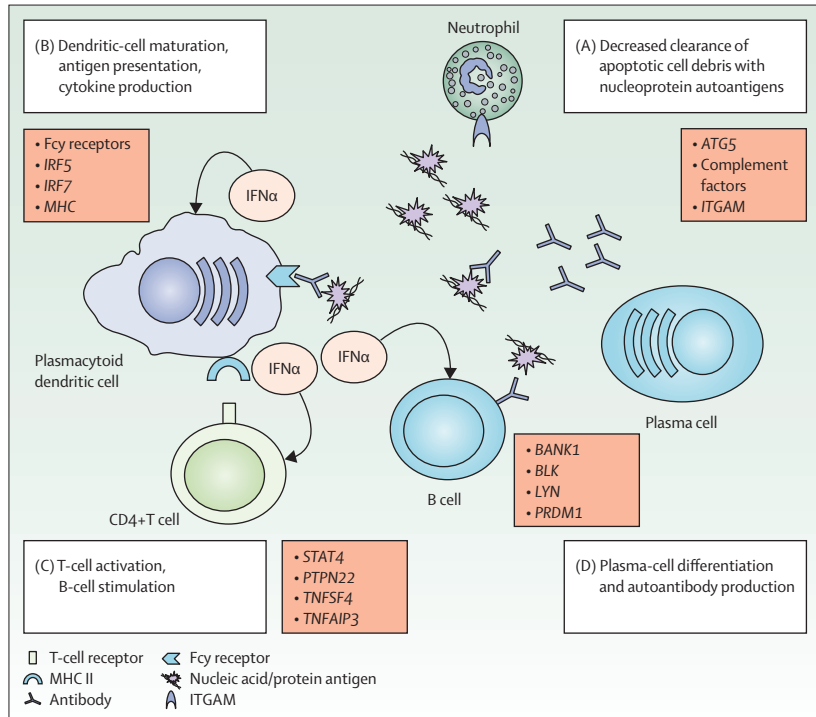 (B) Dendritic-cell maturation,
antigen presentation,
cytokine production
Neutrophil
(A) Decreased clearance of
apoptotic cell debris with
nucleoprotein autoantigens
• Fcγ receptors
• IRF5
• IRF7
• MHC
IFNα
• ATG5
• Complement
factors
• ITGAM
Plasmacytoid
dendritic cell
IFNα
IFNα
Plasma cell
CD4+T cell
B cell
• BANK1
• BLK
• LYN
• PRDM1
(C) T-cell activation,
B-cell stimulation
• STAT4
• PTPN22
• TNFSF4
• TNFAIP3
(D) Plasma-cell differentiation
and autoantibody production
T-cell receptor
MHC II
Antibody
Fcγ receptor
Nucleic acid/protein antigen
ITGAM